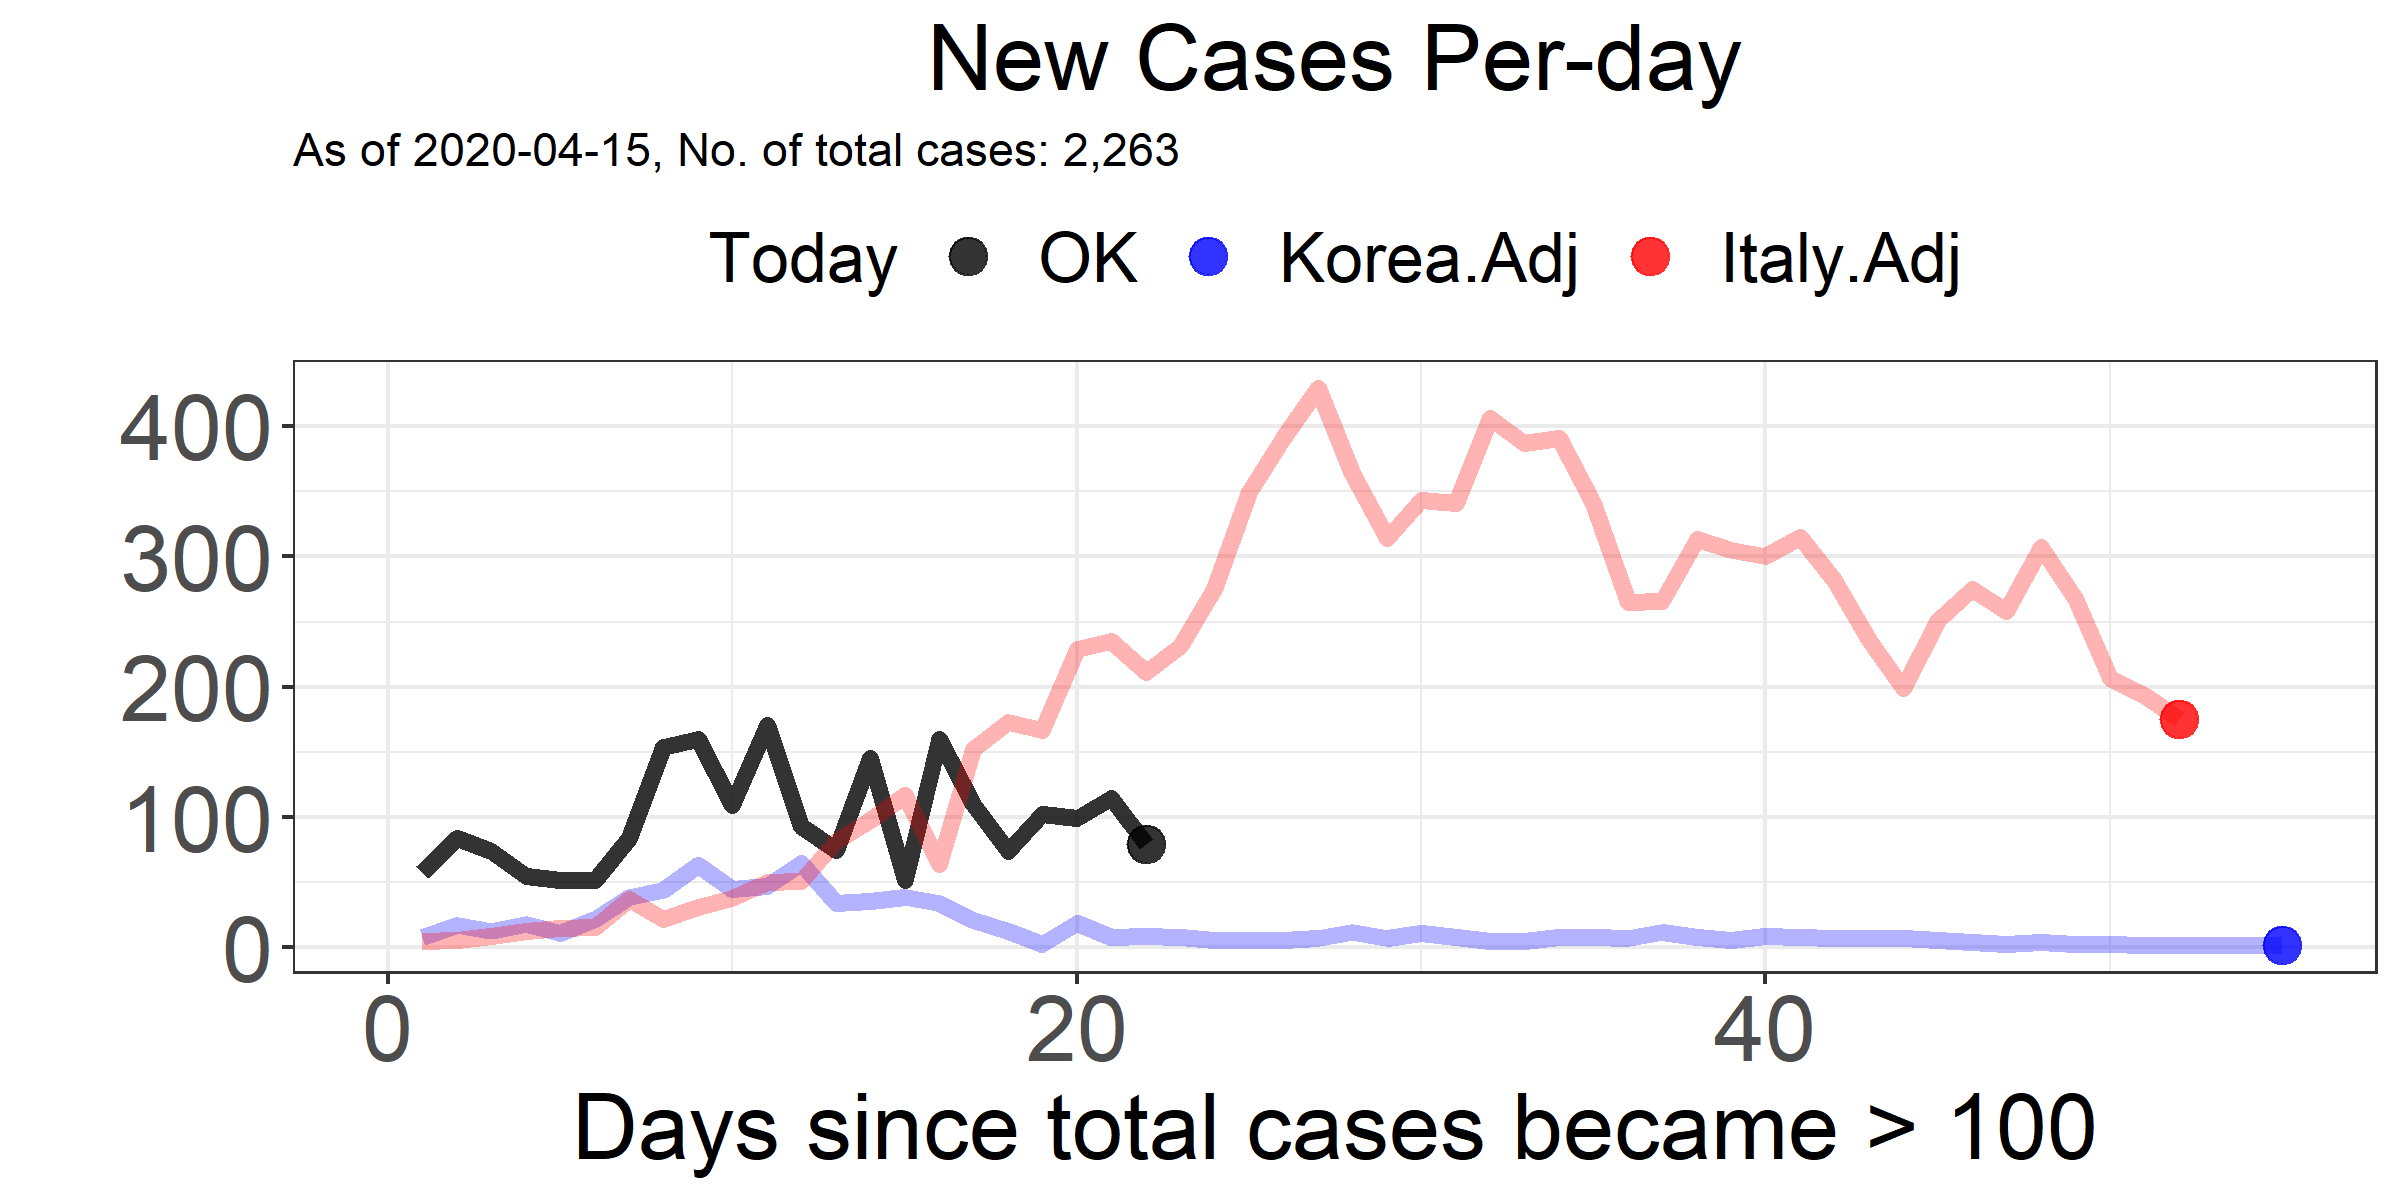 New Cases Per-day
As of 2020-04-15, No. of total cases: 2,263
Today OK Korea.Adj Italy.Adj
400
300
200
100
0
0 20 40
Days since total cases became > 100